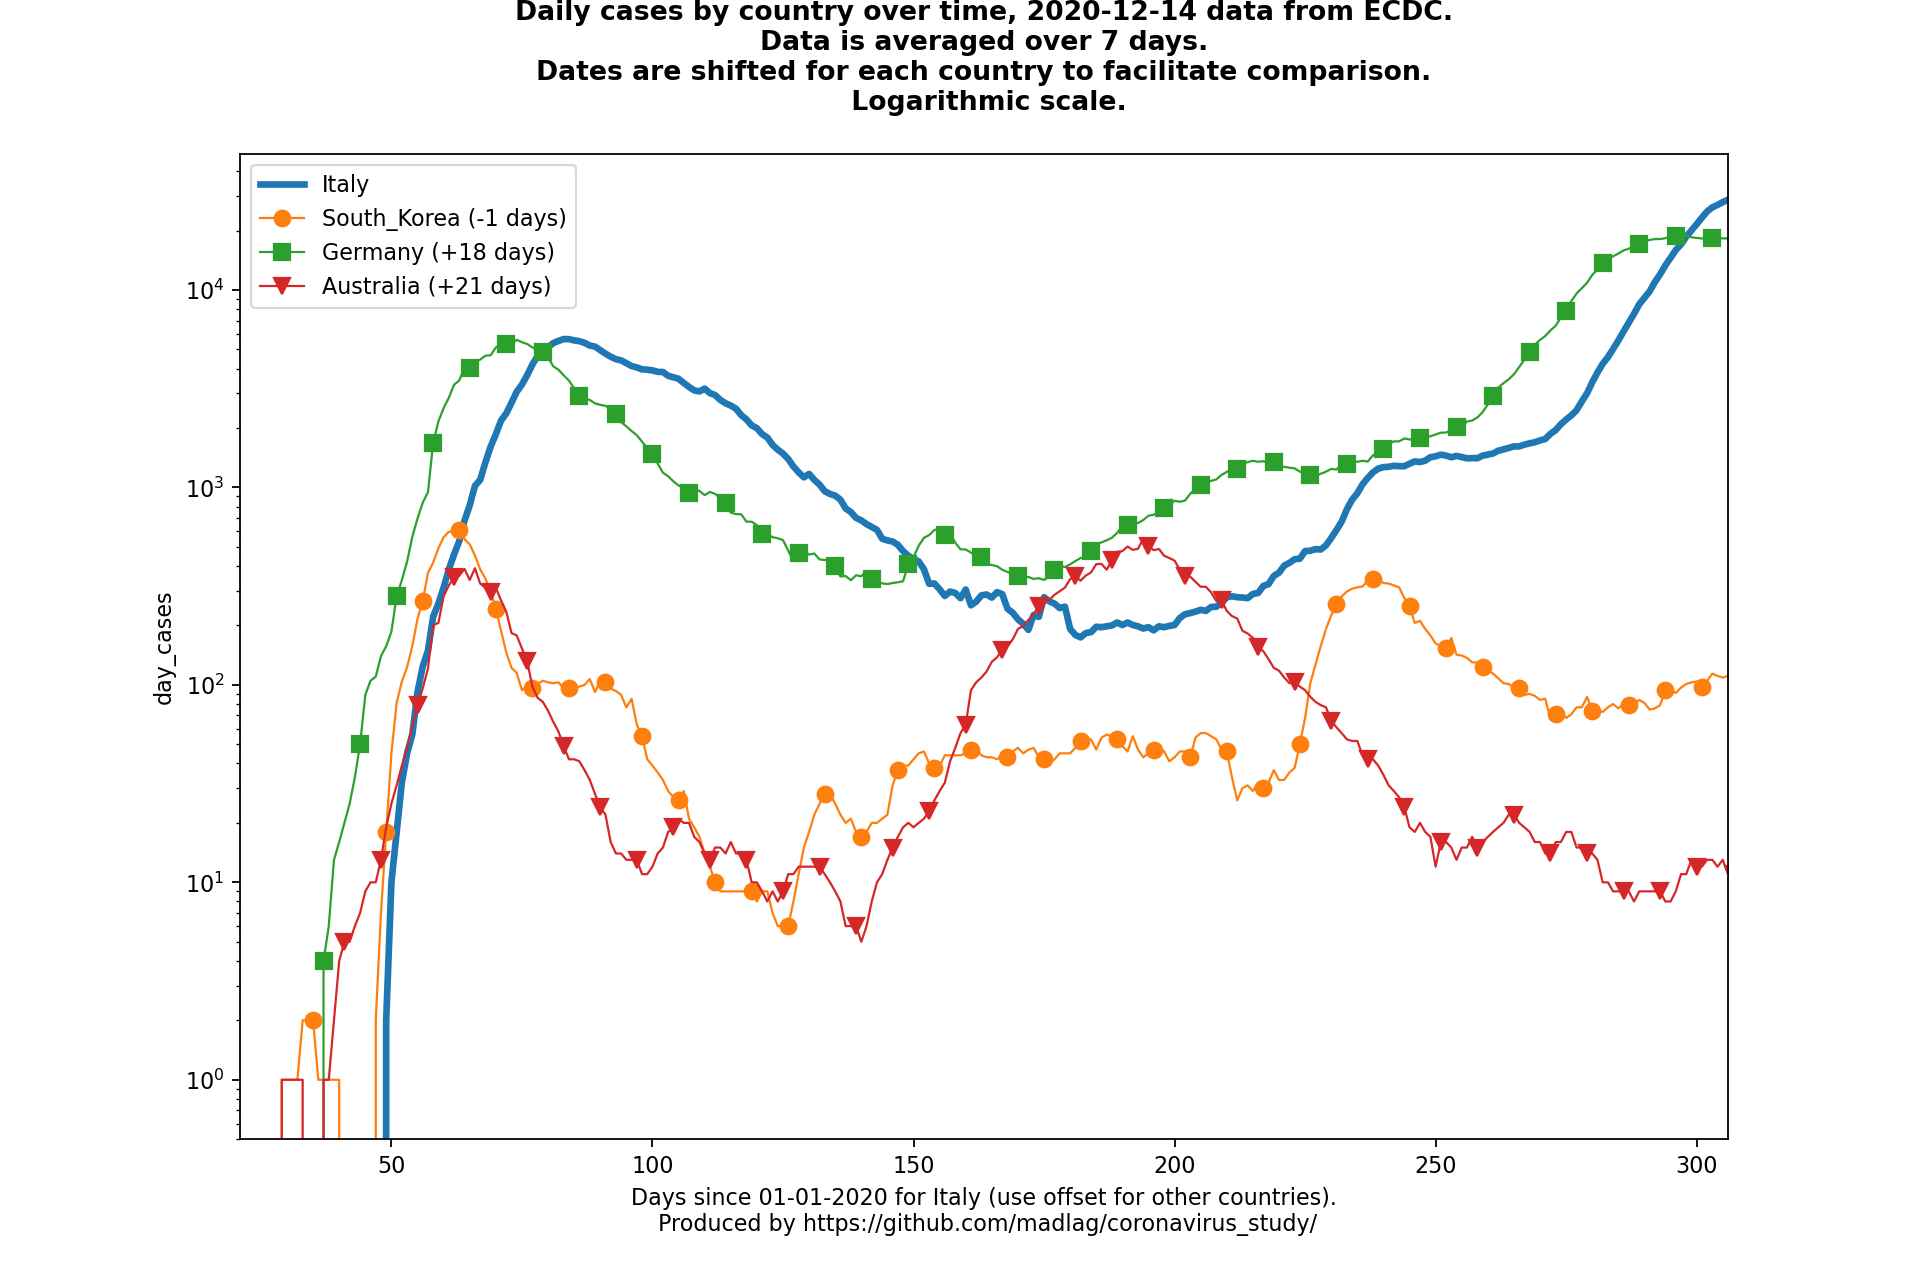 Daily cases by country over time, 2020-12-14 data from ECDC.
Data is averaged over 7 days.
Dates are shifted for each country to facilitate comparison.
Logarithmic scale.
Italy
South_Korea (-1 days)
Germany (+18 days)
Australia (+21 days)
10⁴
10³
10²
10¹
10⁰
day_cases
50 100 150 200 250 300
Days since 01-01-2020 for Italy (use offset for other countries).
Produced by https://github.com/madlag/coronavirus_study/